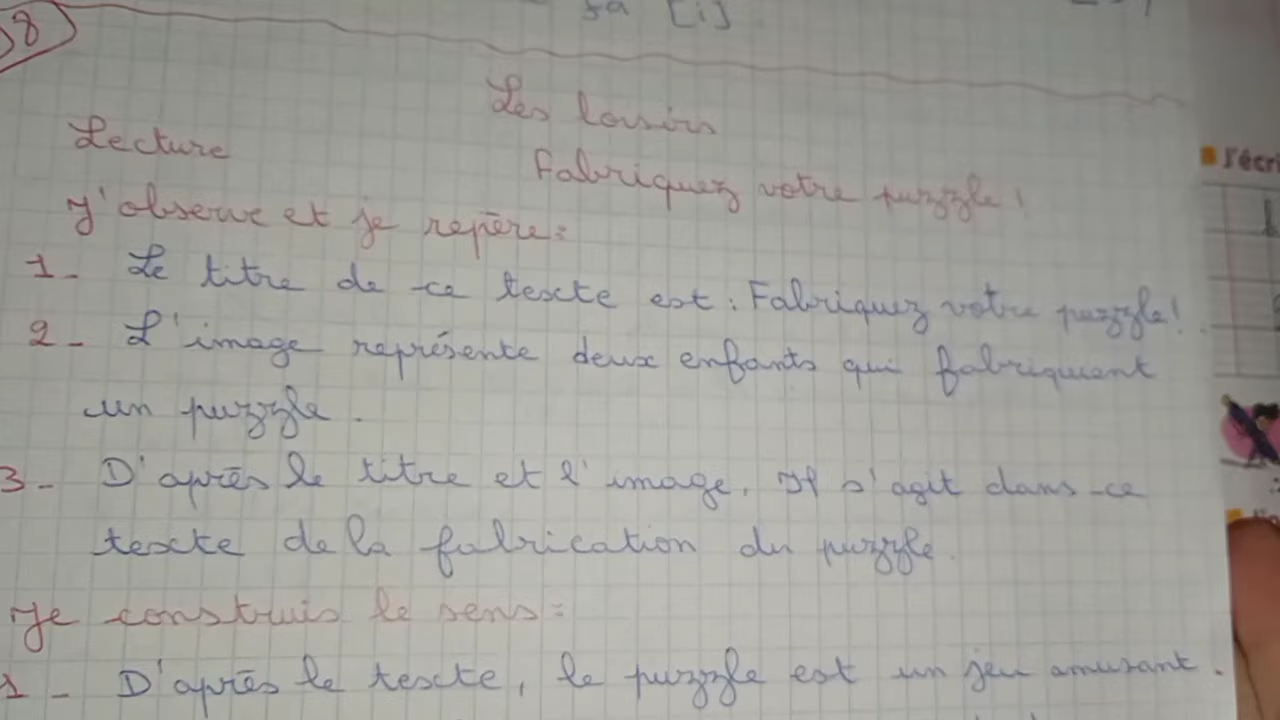 8
[i]
Les loisirs
Lecture
Fabriquez votre puzzle !
J'observe et je repère :
1- Le titre de ce texte est : Fabriquez votre puzzle !
2- L'image représente deux enfants qui fabriquent
un puzzle .
3- D'après le titre et l'image, Il s'agit dans ce
texte de la fabrication du puzzle.
Je construis le sens :
1- D'après le texte, le puzzle est un jeu amusant.
J'écri